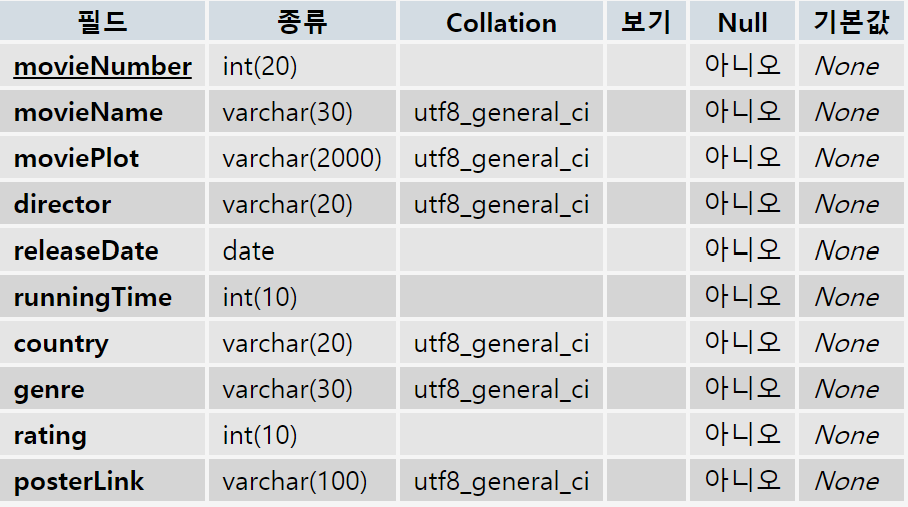 필드 종류 Collation 보기 Null 기본값
movieNumber int(20) 아니오 None
movieName varchar(30) utf8_general_ci 아니오 None
moviePlot varchar(2000) utf8_general_ci 아니오 None
director varchar(20) utf8_general_ci 아니오 None
releaseDate date 아니오 None
runningTime int(10) 아니오 None
country varchar(20) utf8_general_ci 아니오 None
genre varchar(30) utf8_general_ci 아니오 None
rating int(10) 아니오 None
posterLink varchar(100) utf8_general_ci 아니오 None